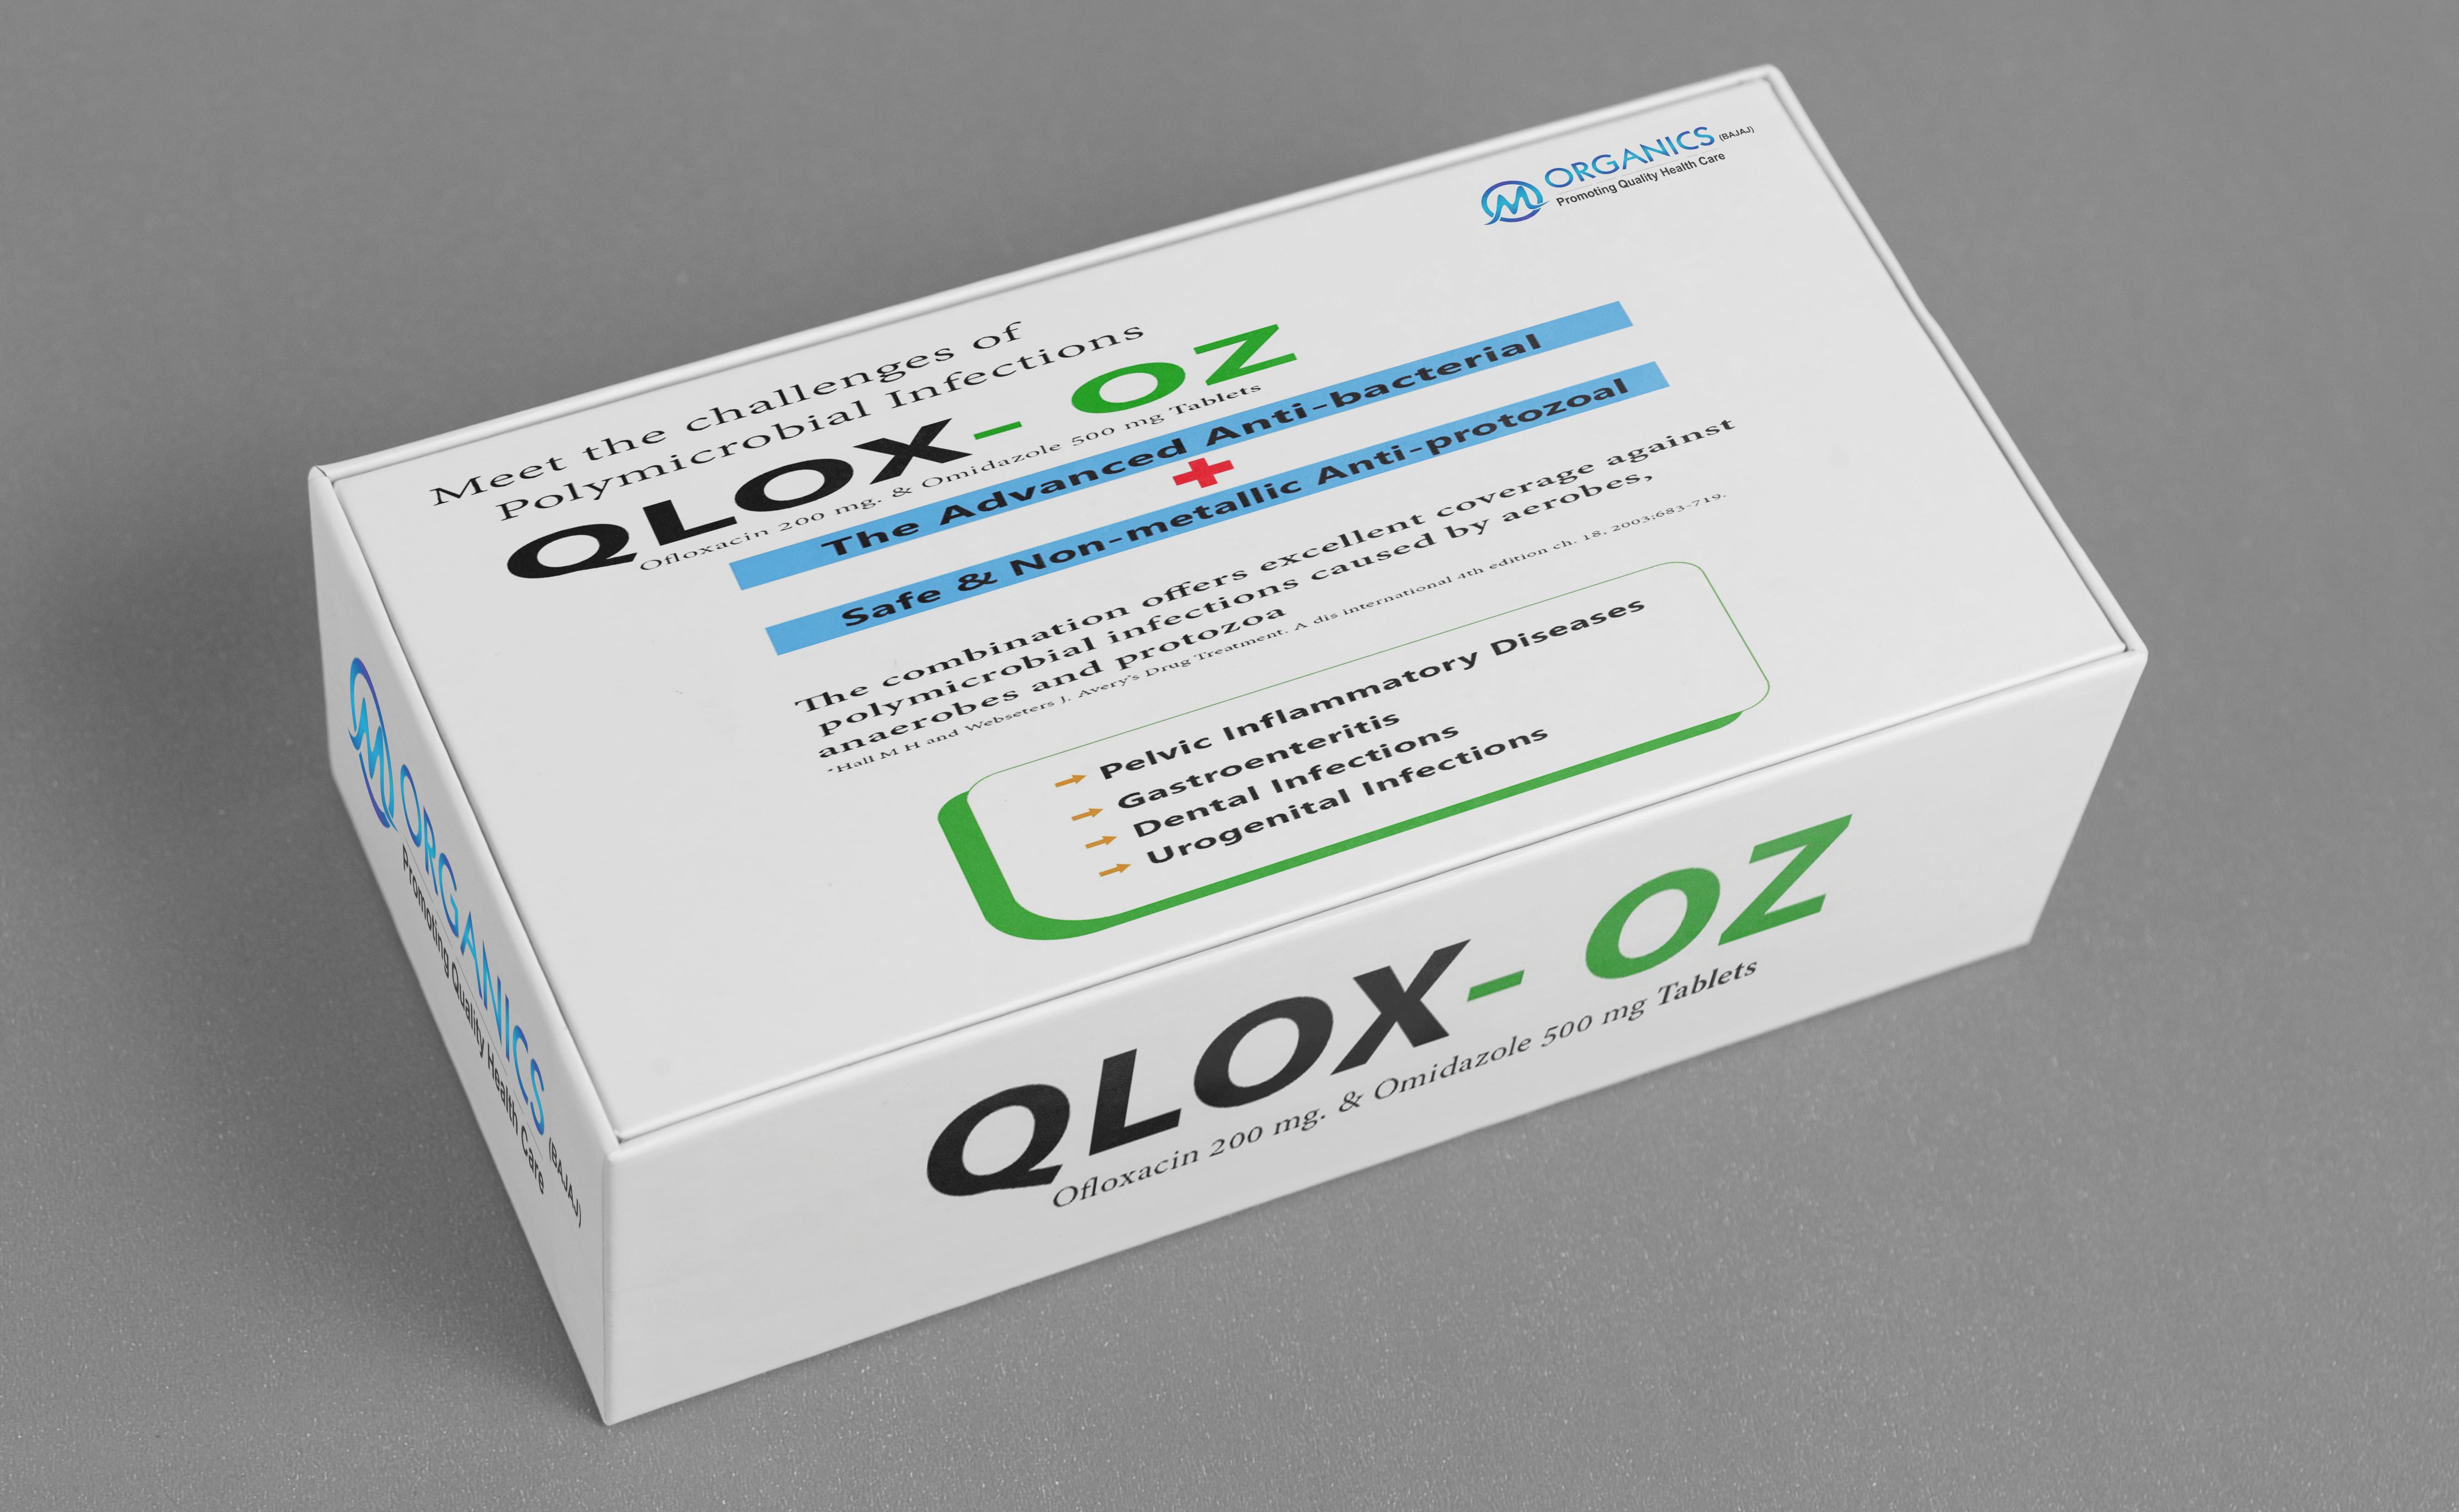 ORGANICS (BAJAJ)
Promoting Quality Health Care
Meet the challenges of
Polymicrobial Infections
QLOX- OZ
Ofloxacin 200 mg. & Omidazole 500 mg Tablets
The Advanced Anti-bacterial
+
Safe & Non-metallic Anti-protozoal
The combination offers excellent coverage against
polymicrobial infections caused by aerobes,
anaerobes and protozoa
*Hall M H and Webseters J. Avery's Drug Treatment. A dis international 4th edition ch. 18, 2003;683-719.
Pelvic Inflammatory Diseases
Gastroenteritis
Dental Infections
Urogenital Infections
QLOX- OZ
Ofloxacin 200 mg. & Omidazole 500 mg Tablets
ORGANICS (BAJAJ)
Promoting Quality Health Care